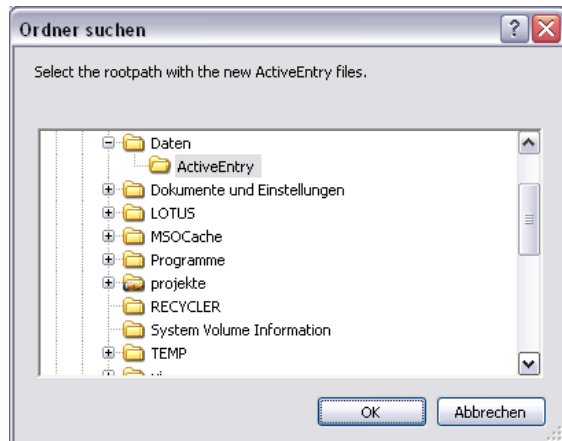 Ordner suchen
Select the rootpath with the new ActiveEntry files.
Daten
ActiveEntry
Dokumente und Einstellungen
LOTUS
MSOCache
Programme
projekte
RECYCLER
System Volume Information
TEMP
OK Abbrechen